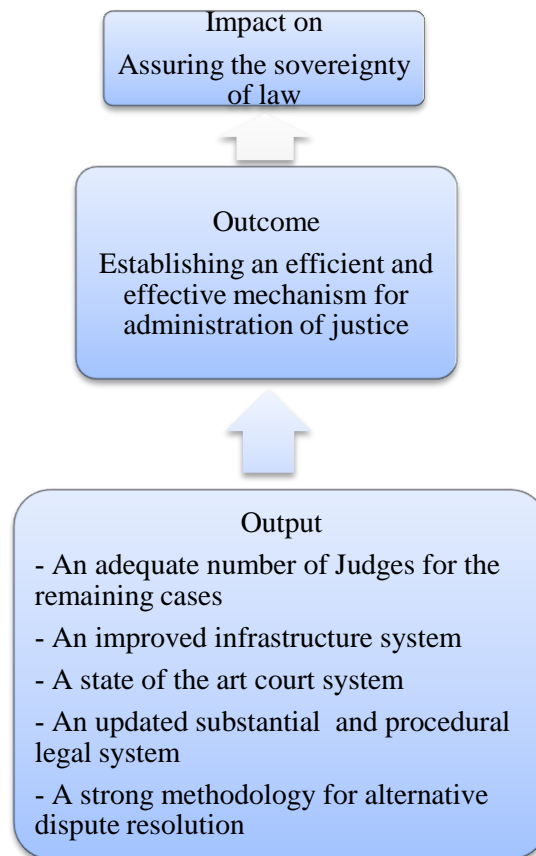 Impact on
Assuring the sovereignty
of law
Outcome
Establishing an efficient and
effective mechanism for
administration of justice
Output
- An adequate number of Judges for the
remaining cases
- An improved infrastructure system
- A state of the art court system
- An updated substantial and procedural
legal system
- A strong methodology for alternative
dispute resolution